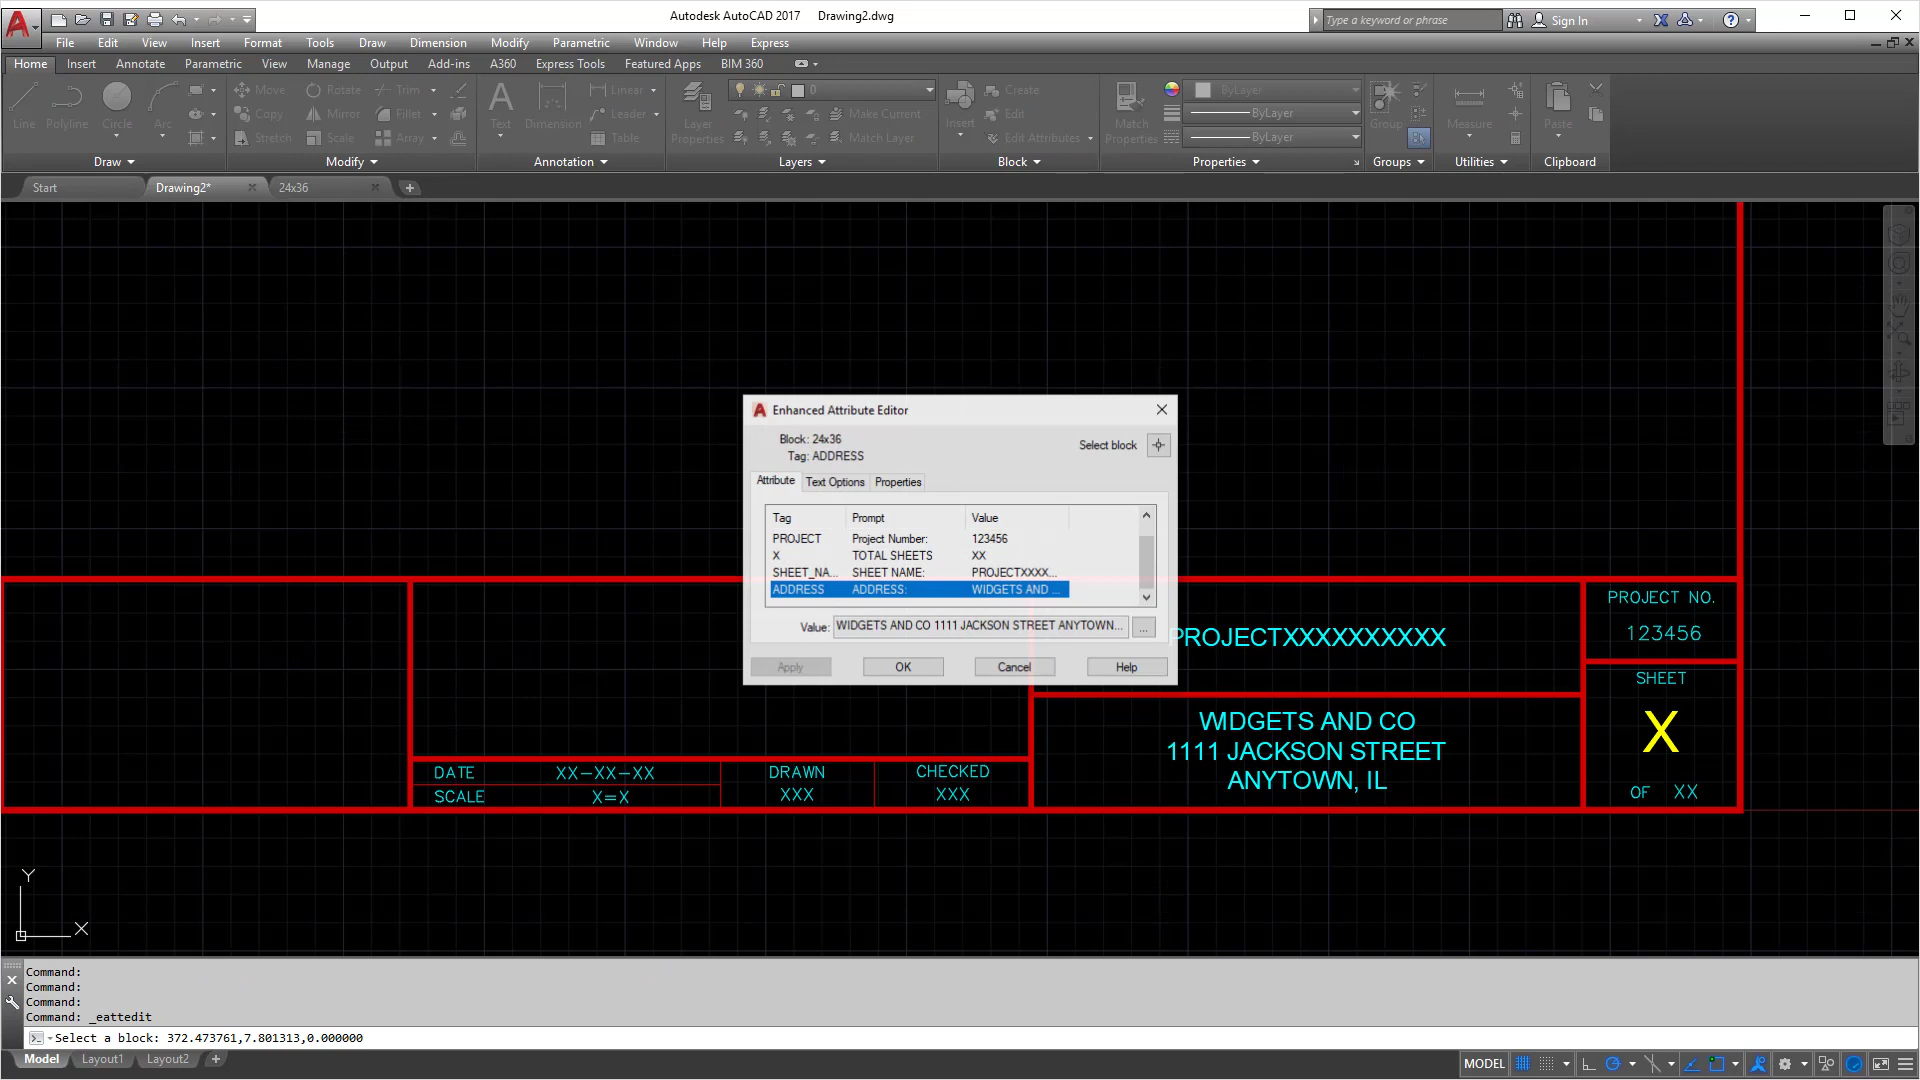 Autodesk AutoCAD 2017 Drawing2.dwg
Type a keyword or phrase
Sign In
File Edit View Insert Format Tools Draw Dimension Modify Parametric Window Help Express
Home Insert Annotate Parametric View Manage Output Add-ins A360 Express Tools Featured Apps BIM 360
Line Polyline Circle Arc
Move Rotate Trim
Copy Mirror Fillet
Stretch Scale Array
Text Dimension
Linear
Leader
Table
Layer
Properties
0
Make Current
Match Layer
Insert
Create
Edit
Edit Attributes
Match
Properties
ByLayer
ByLayer
ByLayer
Group
Measure
Paste
Draw Modify Annotation Layers Block Properties Groups Utilities Clipboard
Start Drawing2* 24x36
Enhanced Attribute Editor
Block: 24x36
Tag: ADDRESS
Select block
Attribute Text Options Properties
Tag Prompt Value
PROJECT Project Number: 123456
X TOTAL SHEETS XX
SHEET_NA... SHEET NAME: PROJECTXXXX...
ADDRESS ADDRESS: WIDGETS AND ...
Value: WIDGETS AND CO 1111 JACKSON STREET ANYTOWN... ...
Apply OK Cancel Help
PROJECTXXXXXXXXXX
PROJECT NO.
123456
SHEET
X
OF XX
WIDGETS AND CO
1111 JACKSON STREET
ANYTOWN, IL
DATE XX-XX-XX
SCALE X=X
DRAWN
XXX
CHECKED
XXX
Y
X
Command:
Command:
Command:
Command: _eattedit
Select a block: 372.473761,7.801313,0.000000
Model Layout1 Layout2
MODEL